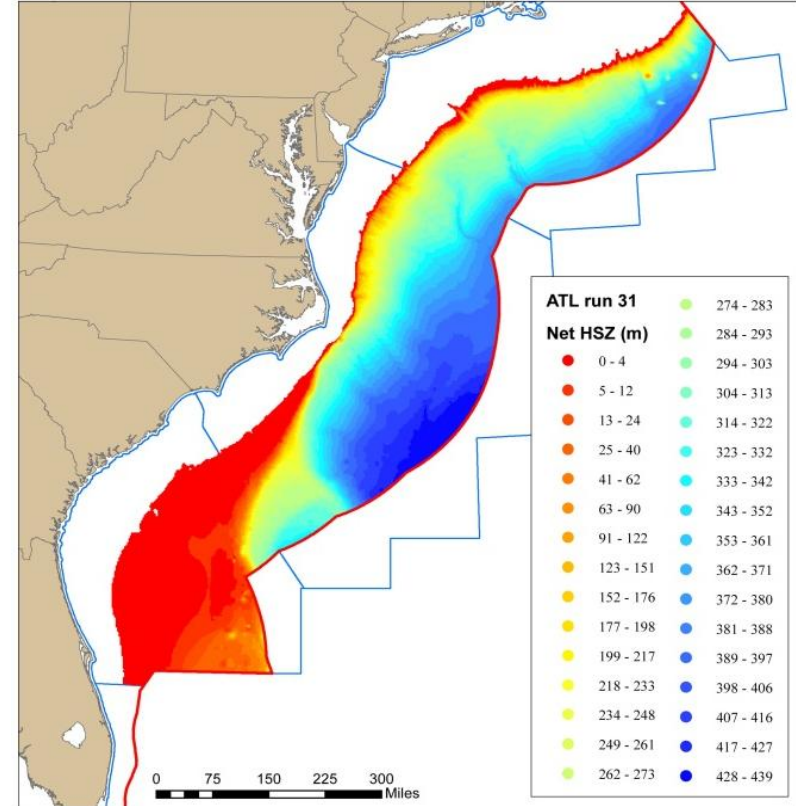 ATL run 31
Net HSZ (m)
0 - 4
5 - 12
13 - 24
25 - 40
41 - 62
63 - 90
91 - 122
123 - 151
152 - 176
177 - 198
199 - 217
218 - 233
234 - 248
249 - 261
262 - 273
274 - 283
284 - 293
294 - 303
304 - 313
314 - 322
323 - 332
333 - 342
343 - 352
353 - 361
362 - 371
372 - 380
381 - 388
389 - 397
398 - 406
407 - 416
417 - 427
428 - 439
0 75 150 225 300
Miles